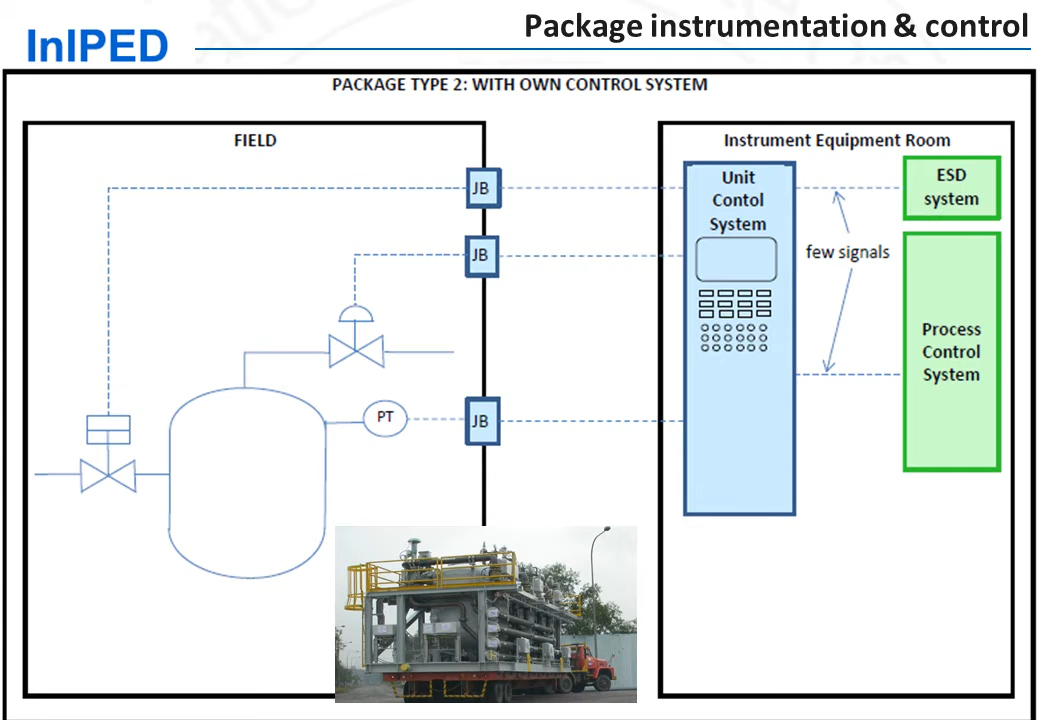 Package instrumentation & control
InIPED
PACKAGE TYPE 2: WITH OWN CONTROL SYSTEM
FIELD
Instrument Equipment Room
JB
Unit
Contol
System
ESD
system
JB
few signals
Process
Control
System
PT
JB